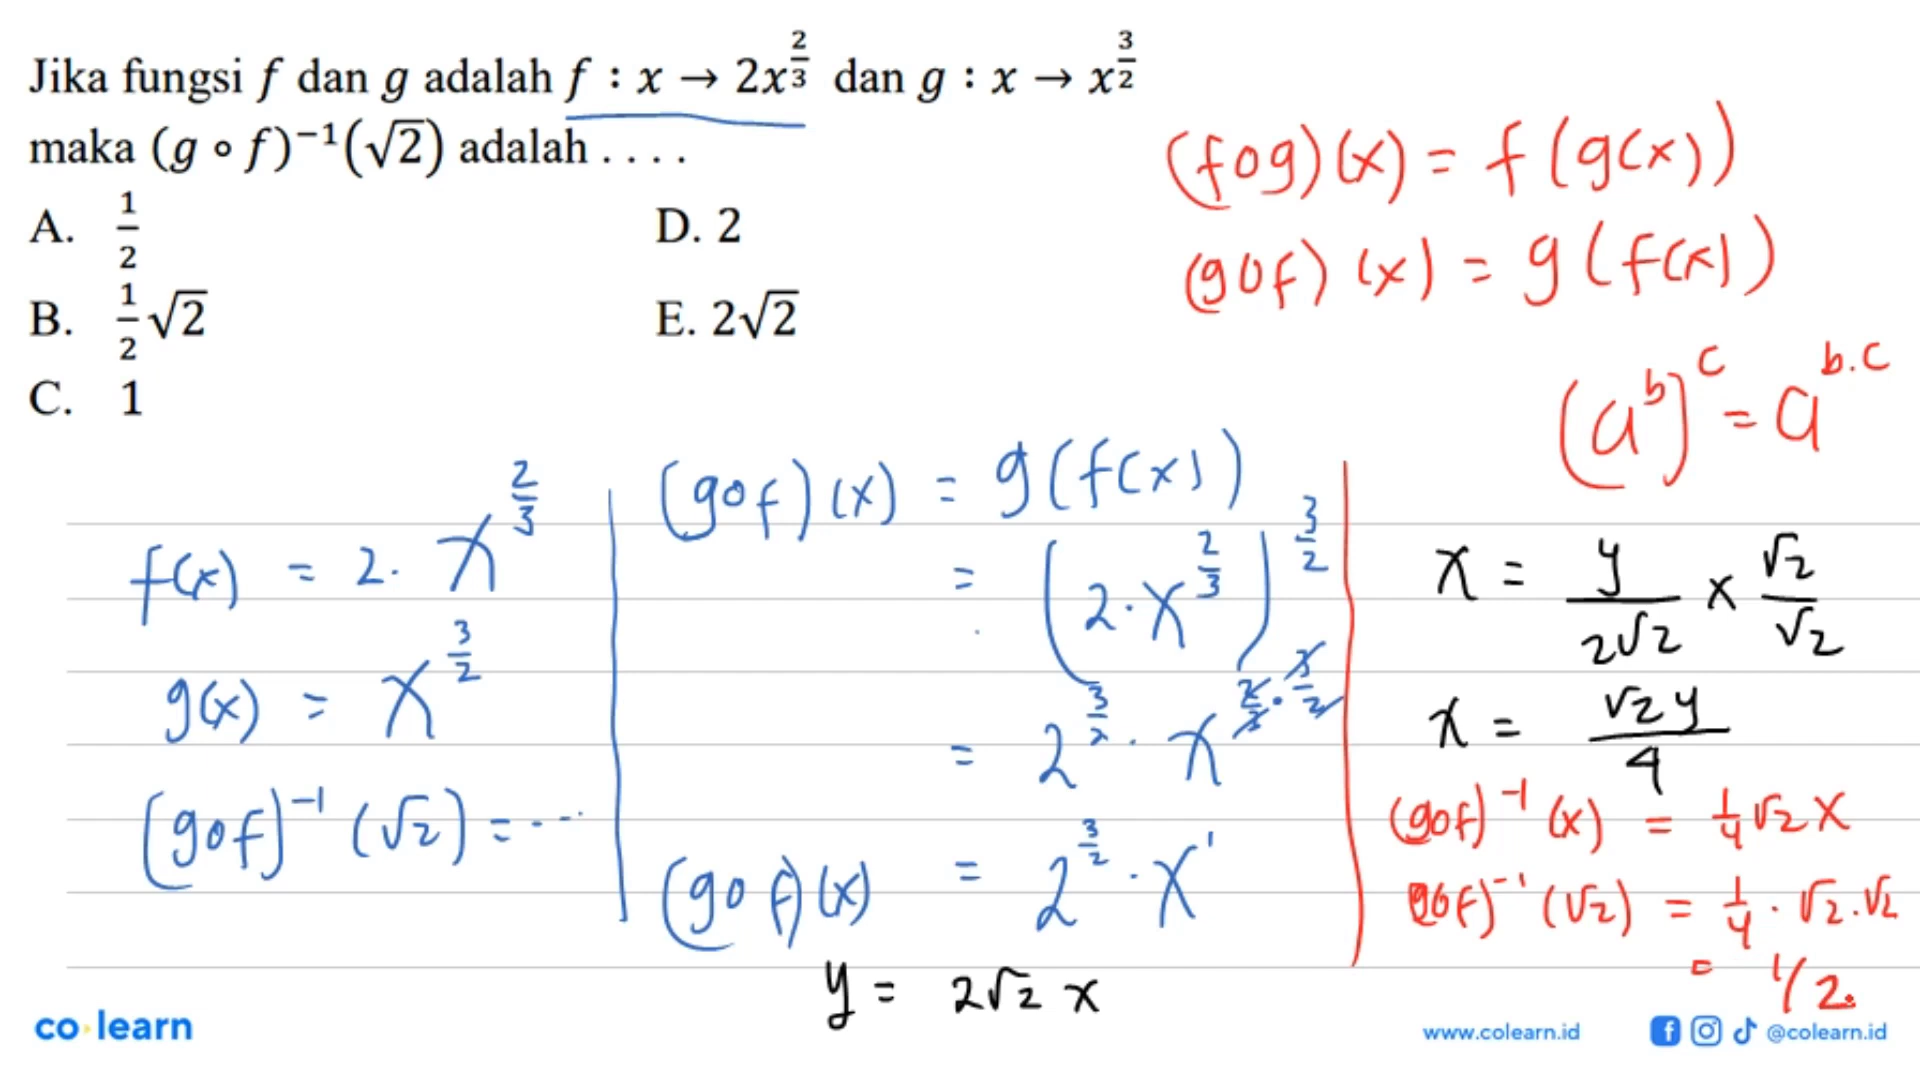 Jika fungsi f dan g adalah f : x → 2x^(2/3) dan g : x → x^(3/2)
maka (g ∘ f)⁻¹(√2) adalah . . . .
A. 1/2
D. 2
B. 1/2 √2
E. 2√2
C. 1
(fog)(x) = f(g(x))
(gof)(x) = g(f(x))
(a^b)^c = a^(b.c)
f(x) = 2. x^(2/3)
g(x) = x^(3/2)
(gof)⁻¹(√2) = ...
(gof)(x) = g(f(x))
= (2.x^(2/3))^(3/2)
= 2^(3/2) . x^(2/3 . 3/2)
(gof)(x) = 2^(3/2) . x^1
y = 2√2 x
x = y/(2√2) × √2/√2
x = √2y/4
(gof)⁻¹(x) = 1/4 √2 x
(gof)⁻¹(√2) = 1/4 . √2.√2
= 1/2.
co learn
www.colearn.id
@colearn.id